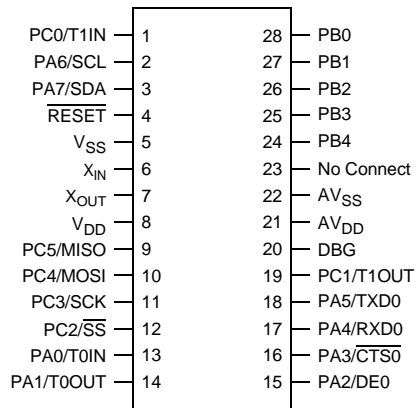 PC0/T1IN 1 28 PB0
PA6/SCL 2 27 PB1
PA7/SDA 3 26 PB2
RESET 4 25 PB3
VSS 5 24 PB4
XIN 6 23 No Connect
XOUT 7 22 AVSS
VDD 8 21 AVDD
PC5/MISO 9 20 DBG
PC4/MOSI 10 19 PC1/T1OUT
PC3/SCK 11 18 PA5/TXD0
PC2/SS 12 17 PA4/RXD0
PA0/T0IN 13 16 PA3/CTS0
PA1/T0OUT 14 15 PA2/DE0